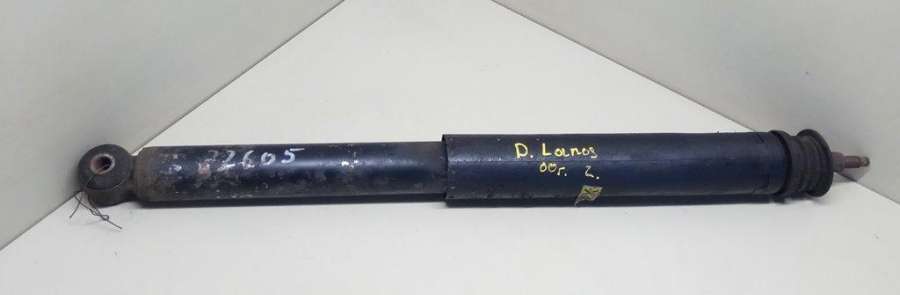 22605
D. Lanos
00г. 2.